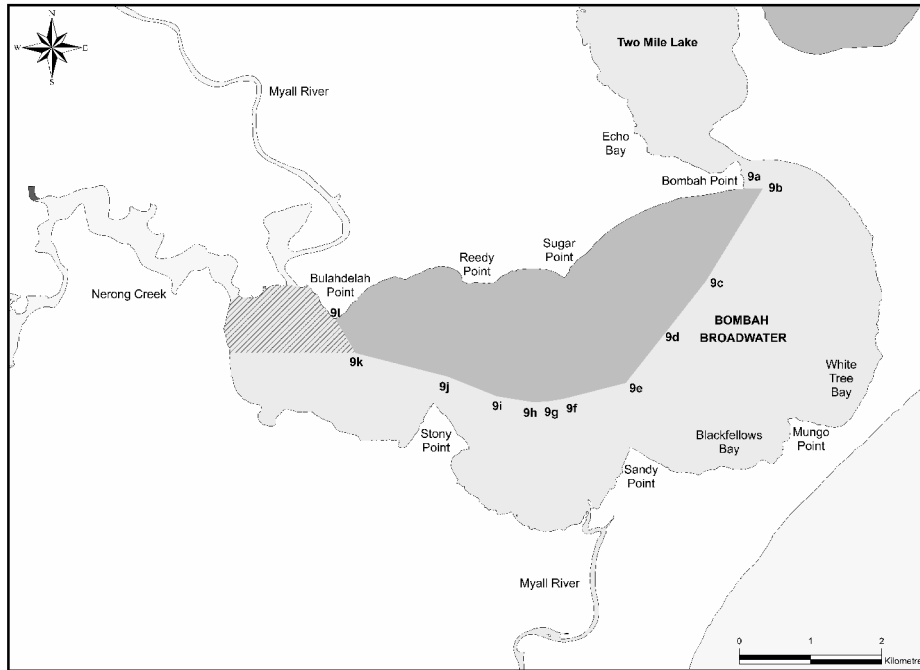 N
W
E
S
Two Mile Lake
Myall River
Echo
Bay
Bombah Point
9a
9b
Sugar
Point
Reedy
Point
Bulahdelah
Point
Nerong Creek
9l
9c
BOMBAH
BROADWATER
9d
9k
White
Tree
Bay
9j
9e
9i
9h
9g
9f
Stony
Point
Blackfellows
Bay
Mungo
Point
Sandy
Point
Myall River
0
1
2
Kilometre